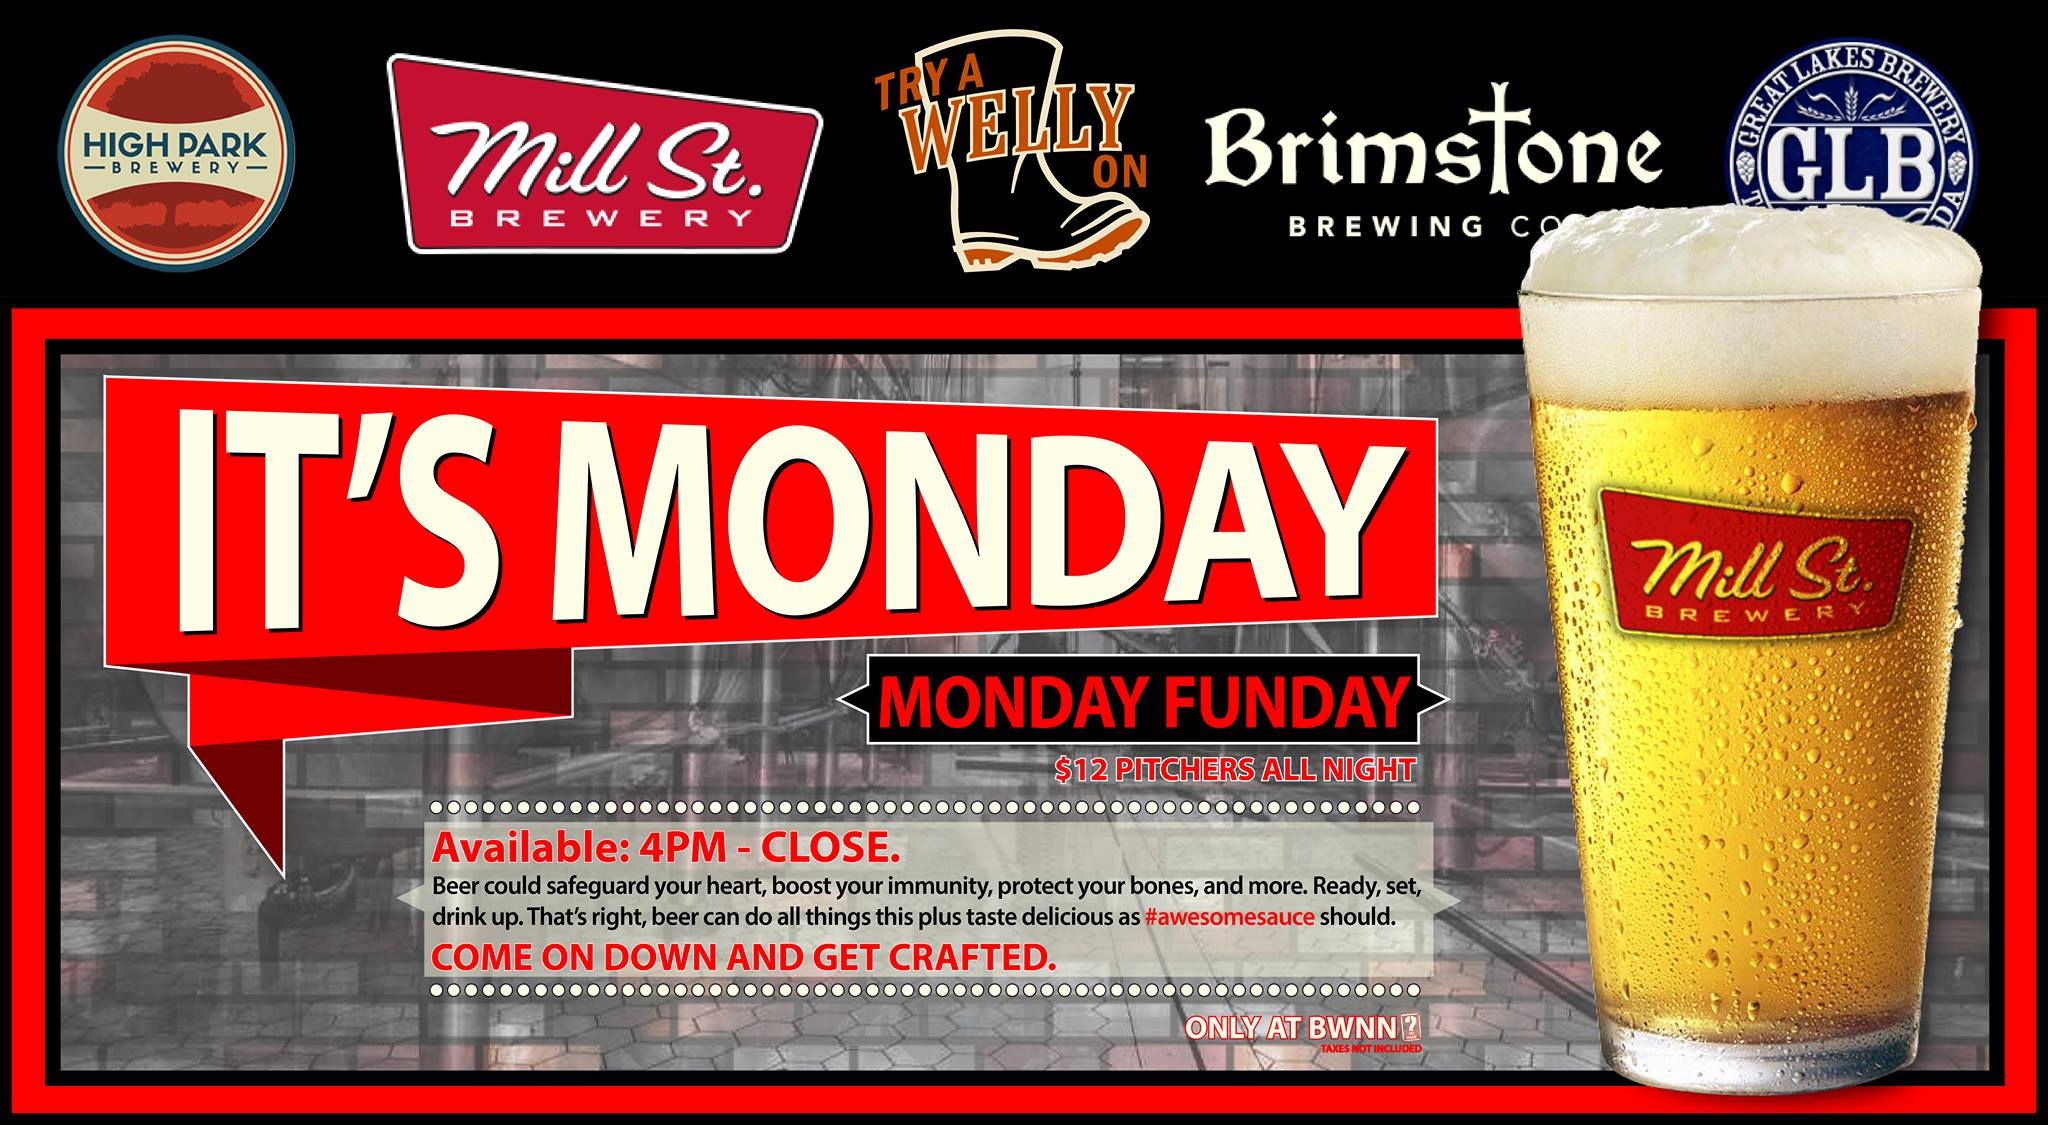 HIGH PARK
BREWERY
Mill St.
BREWERY
TRY A
WELLY
ON
Brimstone
BREWING CO
GREAT LAKES BREWERY
GLB
IT'S MONDAY
Mill St.
BREWERY
MONDAY FUNDAY
$12 PITCHERS ALL NIGHT
Available: 4PM - CLOSE.
Beer could safeguard your heart, boost your immunity, protect your bones, and more. Ready, set,
drink up. That's right, beer can do all things this plus taste delicious as #awesomesauce should.
COME ON DOWN AND GET CRAFTED.
ONLY AT BWNN
TAXES NOT INCLUDED